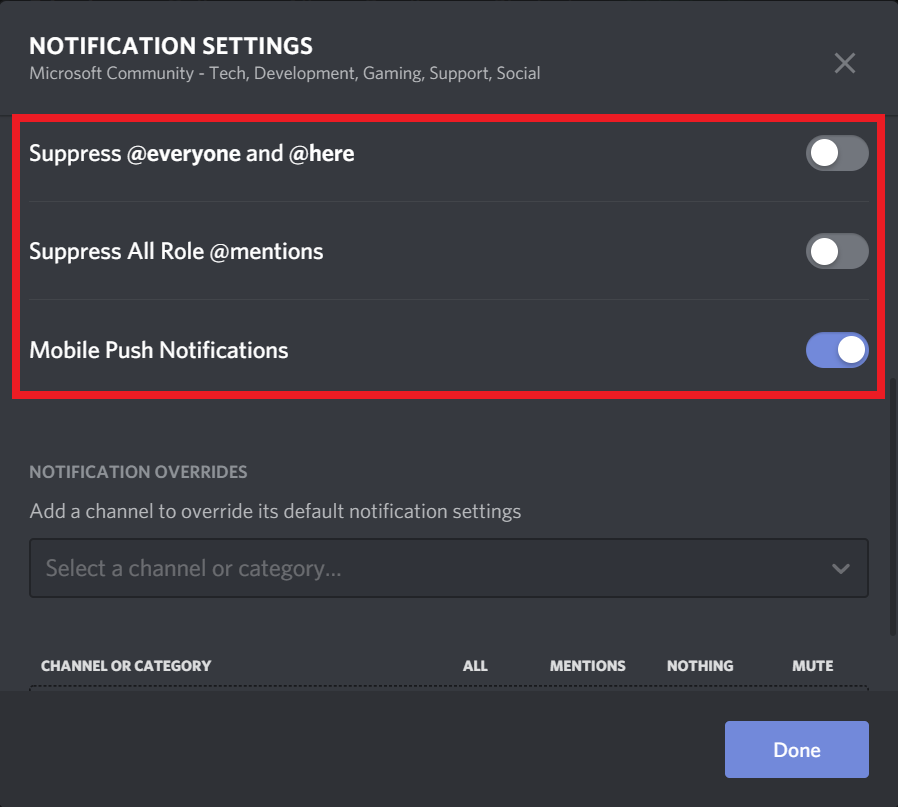 NOTIFICATION SETTINGS
Microsoft Community - Tech, Development, Gaming, Support, Social
Suppress @everyone and @here
Suppress All Role @mentions
Mobile Push Notifications
NOTIFICATION OVERRIDES
Add a channel to override its default notification settings
Select a channel or category...
CHANNEL OR CATEGORY ALL MENTIONS NOTHING MUTE
Done